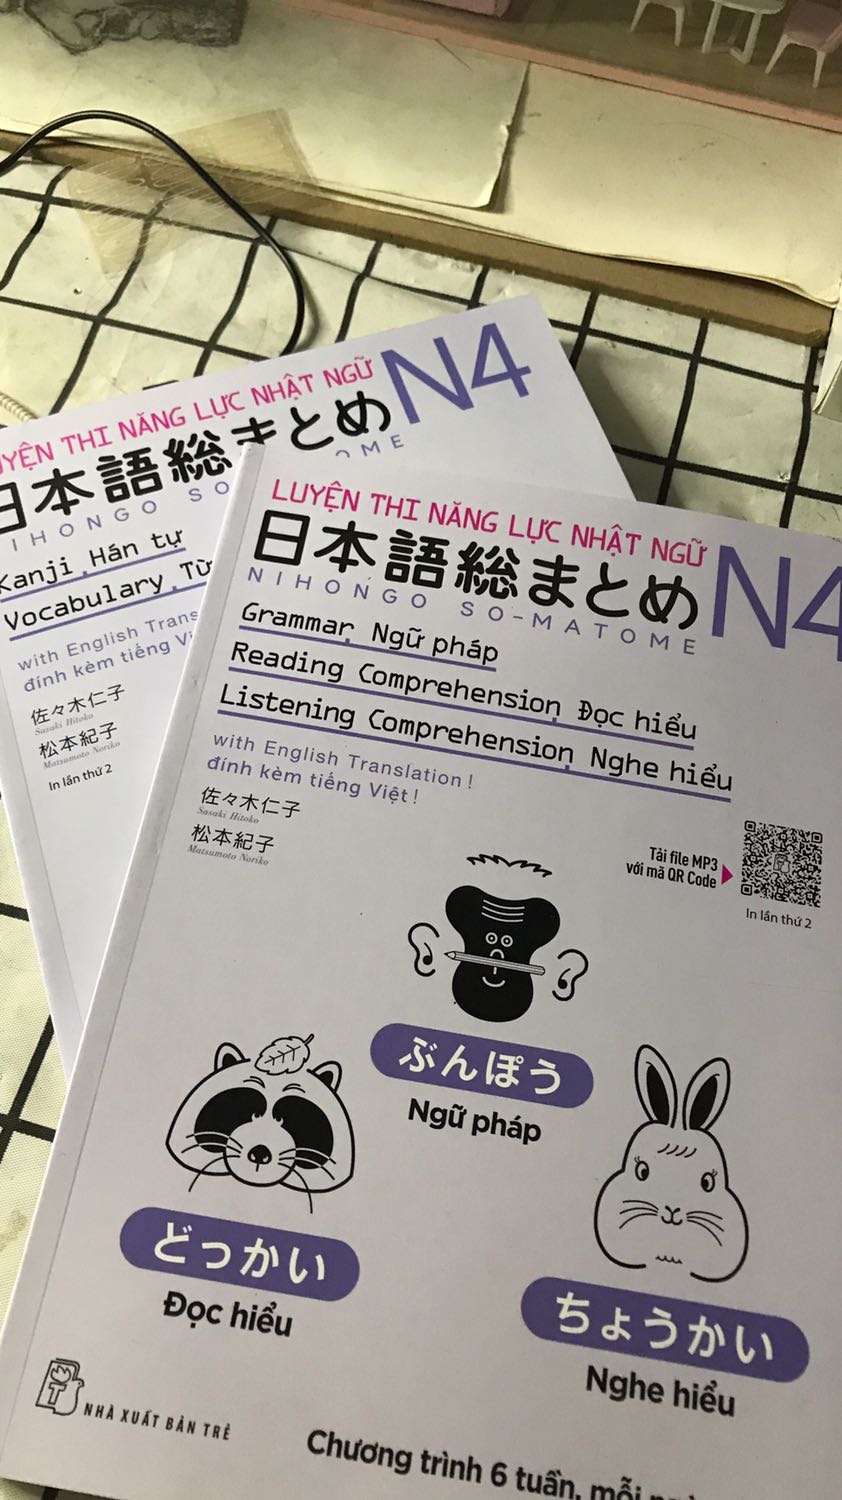 LUYỆN THI NĂNG LỰC NHẬT NGỮ
日本語総まとめ N4
Kanji, Hán tự
Vocabulary,
with English
đính kèm tiếng
佐々木仁子
Sasaki Hitoko
松本紀子
Matsumoto Noriko
In lần thứ 2
LUYỆN THI NĂNG LỰC NHẬT NGỮ
日本語総まとめ N4
NIHONGO SO-MATOME
Grammar, Ngữ pháp
Reading Comprehension, Đọc hiểu
Listening Comprehension, Nghe hiểu
with English Translation!
đính kèm tiếng Việt!
佐々木仁子
Sasaki Hitoko
松本紀子
Matsumoto Noriko
Tải file MP3
với mã QR Code
In lần thứ 2
ぶんぽう
Ngữ pháp
どっかい
Đọc hiểu
ちょうかい
Nghe hiểu
T
NHÀ XUẤT BẢN TRẺ
Chương trình 6 tuần, mỗi